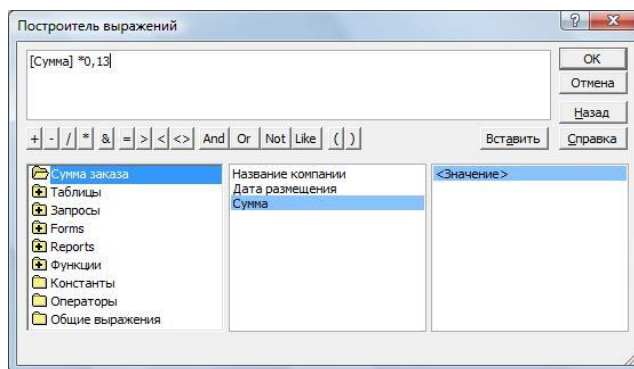 Построитель выражений
[Сумма] *0,13
ОК
Отмена
Назад
Справка
+ - / * & = > < <> And Or Not Like ( ) Вставить
Сумма заказа
Таблицы
Запросы
Forms
Reports
Функции
Константы
Операторы
Общие выражения
Название компании
Дата размещения
Сумма
<Значение>